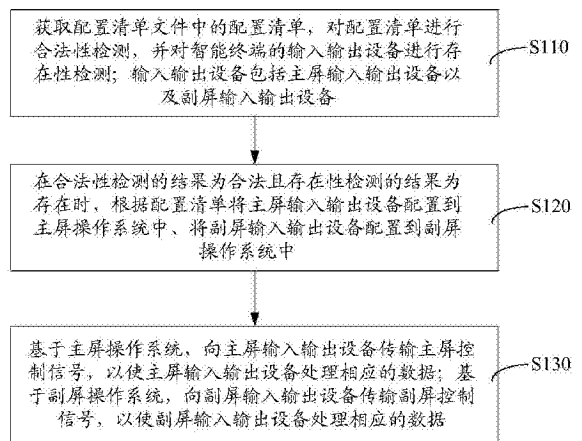 获取配置清单文件中的配置清单，对配置清单进行
合法性检测，并对智能终端的输入输出设备进行存
在性检测；输入输出设备包括主屏输入输出设备以
及副屏输入输出设备
S110
在合法性检测的结果为合法且存在性检测的结果为
存在时，根据配置清单将主屏输入输出设备配置到
主屏操作系统中、将副屏输入输出设备配置到副屏
操作系统中
S120
基于主屏操作系统，向主屏输入输出设备传输主屏控
制信号，以使主屏输入输出设备处理相应的数据；基
于副屏操作系统，向副屏输入输出设备传输副屏控制
信号，以使副屏输入输出设备处理相应的数据
S130